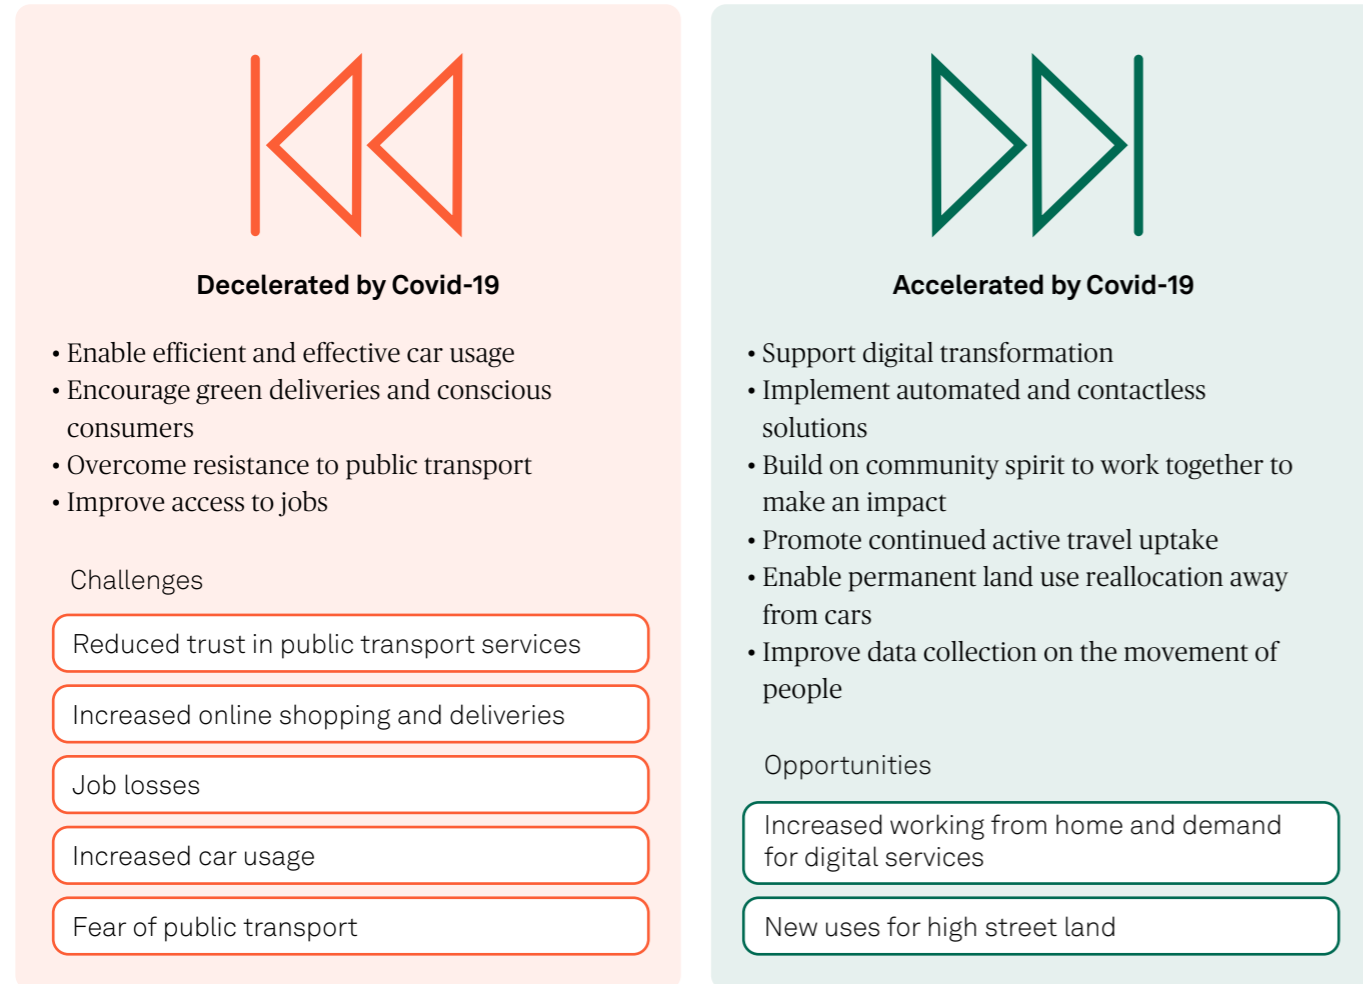 Decelerated by Covid-19
• Enable efficient and effective car usage
• Encourage green deliveries and conscious
consumers
• Overcome resistance to public transport
• Improve access to jobs
Challenges
Reduced trust in public transport services
Increased online shopping and deliveries
Job losses
Increased car usage
Fear of public transport
Accelerated by Covid-19
• Support digital transformation
• Implement automated and contactless
solutions
• Build on community spirit to work together to
make an impact
• Promote continued active travel uptake
• Enable permanent land use reallocation away
from cars
• Improve data collection on the movement of
people
Opportunities
Increased working from home and demand
for digital services
New uses for high street land